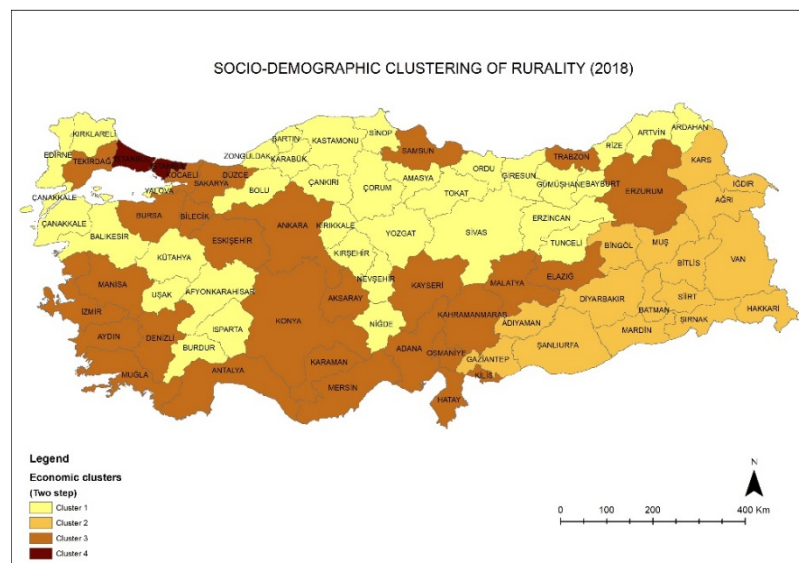 SOCIO-DEMOGRAPHIC CLUSTERING OF RURALITY (2018)
KIRKLARELİ
EDİRNE
TEKİRDAĞ
İSTANBUL
KOCAELİ
YALOVA
SAKARYA
DÜZCE
ZONGULDAK
BARTIN
KARABÜK
KASTAMONU
SİNOP
SAMSUN
BOLU
ÇANKIRI
ÇORUM
AMASYA
TOKAT
ORDU
GİRESUN
TRABZON
GÜMÜŞHANE
BAYBURT
RİZE
ARTVİN
ARDAHAN
KARS
IĞDIR
AĞRI
ERZURUM
ERZİNCAN
TUNCELİ
BİNGÖL
MUŞ
BİTLİS
VAN
HAKKARİ
ŞIRNAK
SİİRT
BATMAN
MARDİN
DİYARBAKIR
ŞANLIURFA
ADIYAMAN
GAZİANTEP
KİLİS
HATAY
OSMANİYE
KAHRAMANMARAŞ
MALATYA
ELAZIĞ
SİVAS
YOZGAT
KAYSERİ
NEVŞEHİR
KIRŞEHİR
KIRIKKALE
ANKARA
AKSARAY
NİĞDE
ADANA
MERSİN
KARAMAN
KONYA
ANTALYA
ISPARTA
BURDUR
AFYONKARAHİSAR
ESKİŞEHİR
BİLECİK
BURSA
KÜTAHYA
UŞAK
DENİZLİ
MUĞLA
AYDIN
İZMİR
MANİSA
BALIKESİR
ÇANAKKALE
ÇANAKKALE
Legend
Economic clusters
(Two step)
Cluster 1
Cluster 2
Cluster 3
Cluster 4
N
0 50 100 200 300 400 Km